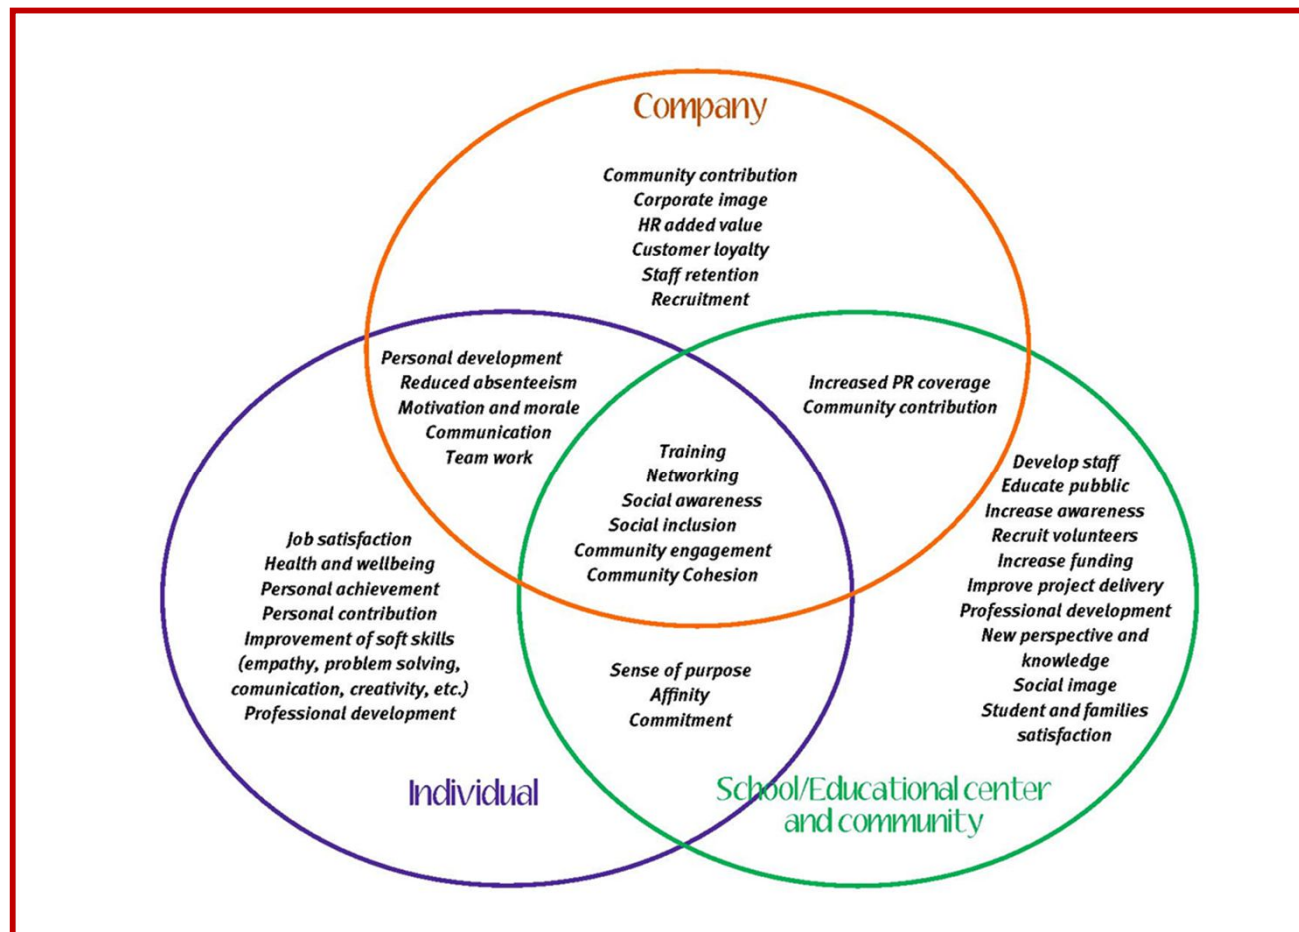 Company
Community contribution
Corporate image
HR added value
Customer loyalty
Staff retention
Recruitment
Personal development
Reduced absenteeism
Motivation and morale
Communication
Team work
Increased PR coverage
Community contribution
Training
Networking
Social awareness
Social inclusion
Community engagement
Community Cohesion
Job satisfaction
Health and wellbeing
Personal achievement
Personal contribution
Improvement of soft skills
(empathy, problem solving,
comunication, creativity, etc.)
Professional development
Develop staff
Educate pubblic
Increase awareness
Recruit volunteers
Increase funding
Improve project delivery
Professional development
New perspective and
knowledge
Social image
Student and families
satisfaction
Sense of purpose
Affinity
Commitment
Individual
School/Educational center
and community